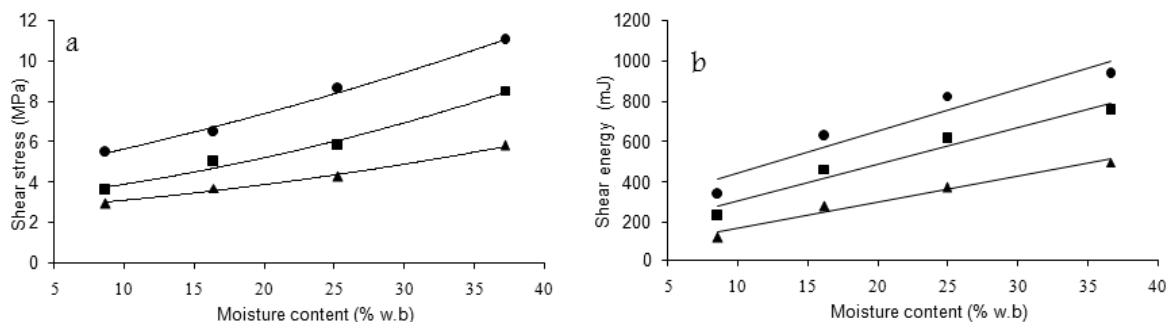 a
Shear stress (MPa)
12
10
8
6
4
2
0
5 10 15 20 25 30 35 40
Moisture content (% w.b)
b
Shear energy (mJ)
1200
1000
800
600
400
200
0
5 10 15 20 25 30 35 40
Moisture content (% w.b)